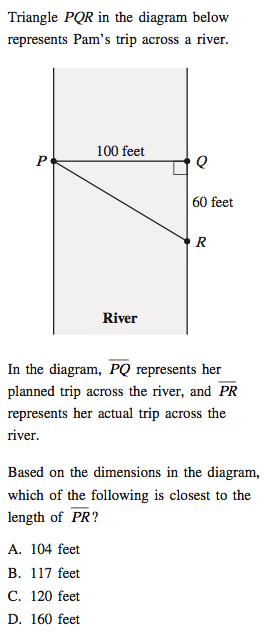 Triangle PQR in the diagram below
represents Pam's trip across a river.
100 feet
P
Q
60 feet
R
River
In the diagram, PQ represents her
planned trip across the river, and PR
represents her actual trip across the
river.
Based on the dimensions in the diagram,
which of the following is closest to the
length of PR?
A. 104 feet
B. 117 feet
C. 120 feet
D. 160 feet